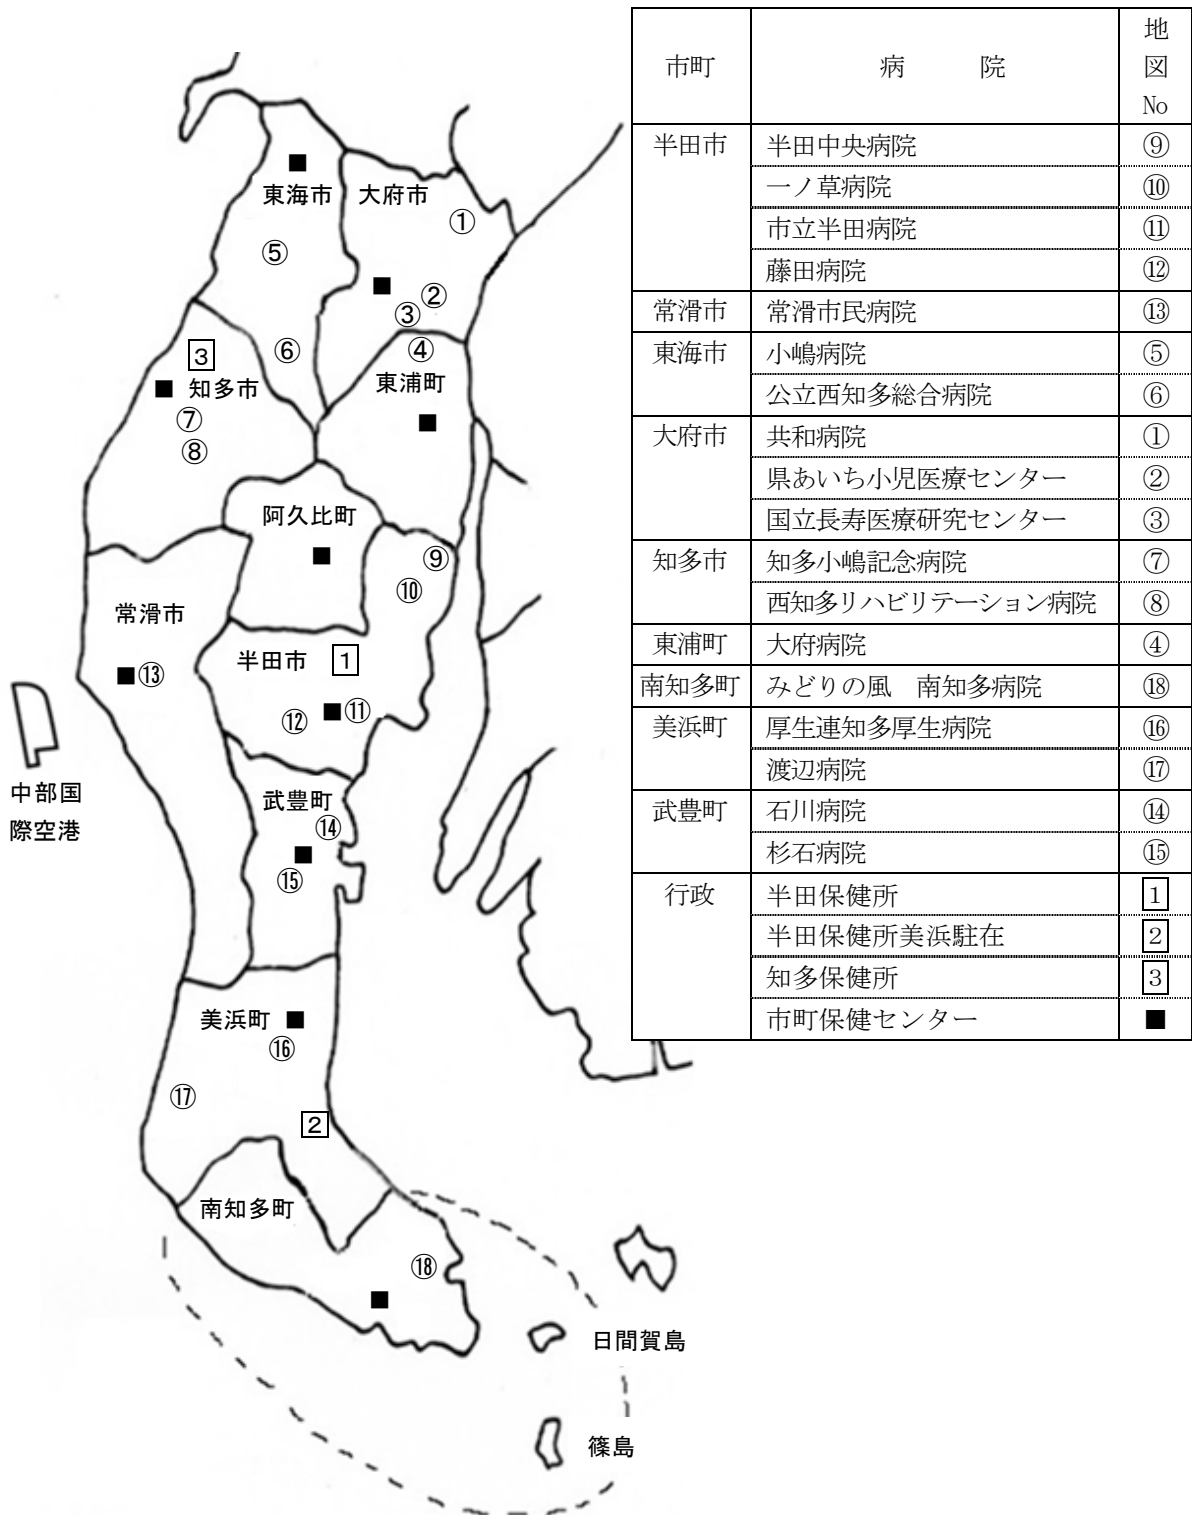 市町 病院 地図No
半田市 半田中央病院 ⑨
一ノ草病院 ⑩
市立半田病院 ⑪
藤田病院 ⑫
常滑市 常滑市民病院 ⑬
東海市 小嶋病院 ⑤
公立西知多総合病院 ⑥
大府市 共和病院 ①
県あいち小児医療センター ②
国立長寿医療研究センター ③
知多市 知多小嶋記念病院 ⑦
西知多リハビリテーション病院 ⑧
東浦町 大府病院 ④
南知多町 みどりの風 南知多病院 ⑱
美浜町 厚生連知多厚生病院 ⑯
渡辺病院 ⑰
武豊町 石川病院 ⑭
杉石病院 ⑮
行政 半田保健所 1
半田保健所美浜駐在 2
知多保健所 3
市町保健センター ■
■
東海市 大府市
①
⑤
■ ②
③
3 ⑥ ④
■ 知多市 東浦町
⑦ ■
⑧
阿久比町
■ ⑨
⑩
常滑市
半田市 1
■ ⑬
⑫ ■ ⑪
中部国
際空港
武豊町
⑭
■
⑮
美浜町 ■
⑯
⑰
2
南知多町
⑱
■
日間賀島
篠島